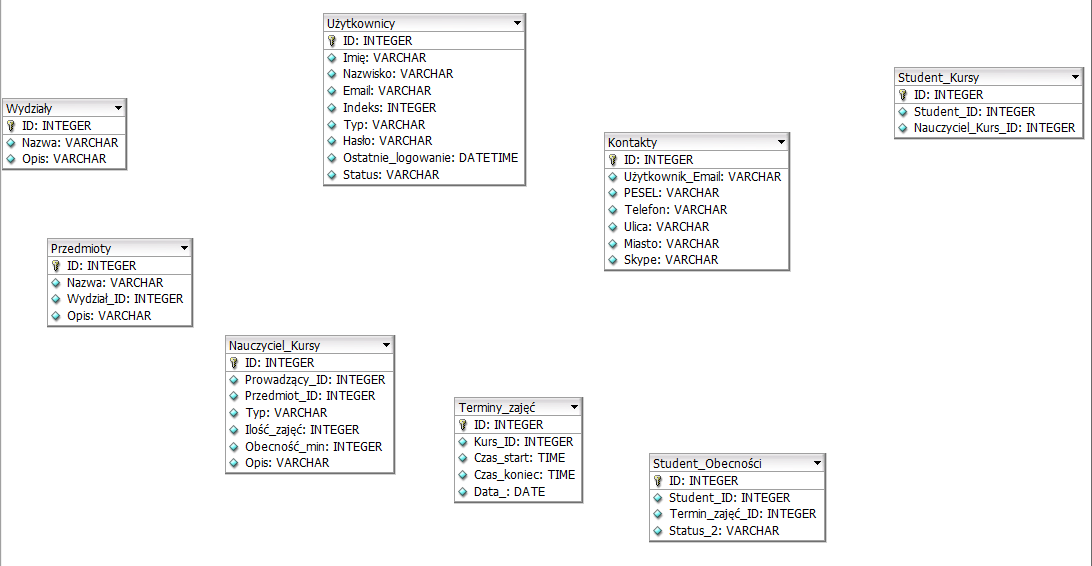 Użytkownicy
ID: INTEGER
Imię: VARCHAR
Nazwisko: VARCHAR
Email: VARCHAR
Indeks: INTEGER
Typ: VARCHAR
Hasło: VARCHAR
Ostatnie_logowanie: DATETIME
Status: VARCHAR
Student_Kursy
ID: INTEGER
Student_ID: INTEGER
Nauczyciel_Kurs_ID: INTEGER
Wydziały
ID: INTEGER
Nazwa: VARCHAR
Opis: VARCHAR
Kontakty
ID: INTEGER
Użytkownik_Email: VARCHAR
PESEL: VARCHAR
Telefon: VARCHAR
Ulica: VARCHAR
Miasto: VARCHAR
Skype: VARCHAR
Przedmioty
ID: INTEGER
Nazwa: VARCHAR
Wydział_ID: INTEGER
Opis: VARCHAR
Nauczyciel_Kursy
ID: INTEGER
Prowadzący_ID: INTEGER
Przedmiot_ID: INTEGER
Typ: VARCHAR
Ilość_zajęć: INTEGER
Obecność_min: INTEGER
Opis: VARCHAR
Terminy_zajęć
ID: INTEGER
Kurs_ID: INTEGER
Czas_start: TIME
Czas_koniec: TIME
Data_: DATE
Student_Obecności
ID: INTEGER
Student_ID: INTEGER
Termin_zajęć_ID: INTEGER
Status_2: VARCHAR